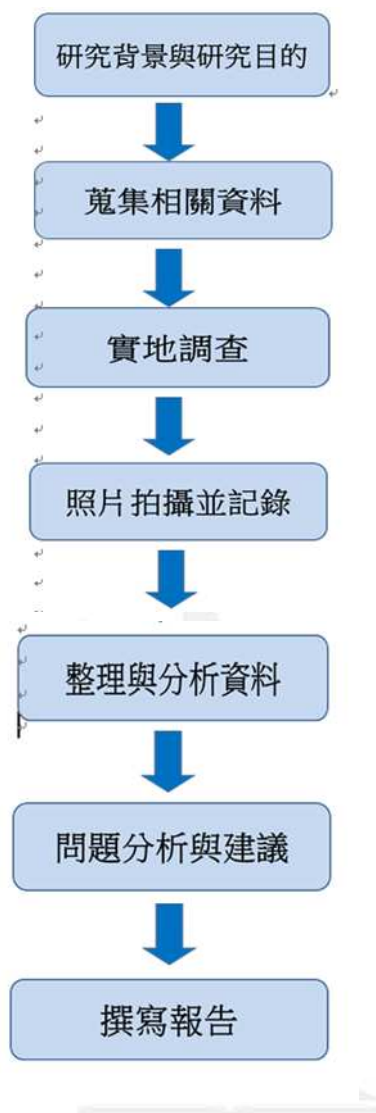 研究背景與研究目的
蒐集相關資料
實地調查
照片拍攝並記錄
整理與分析資料
問題分析與建議
撰寫報告